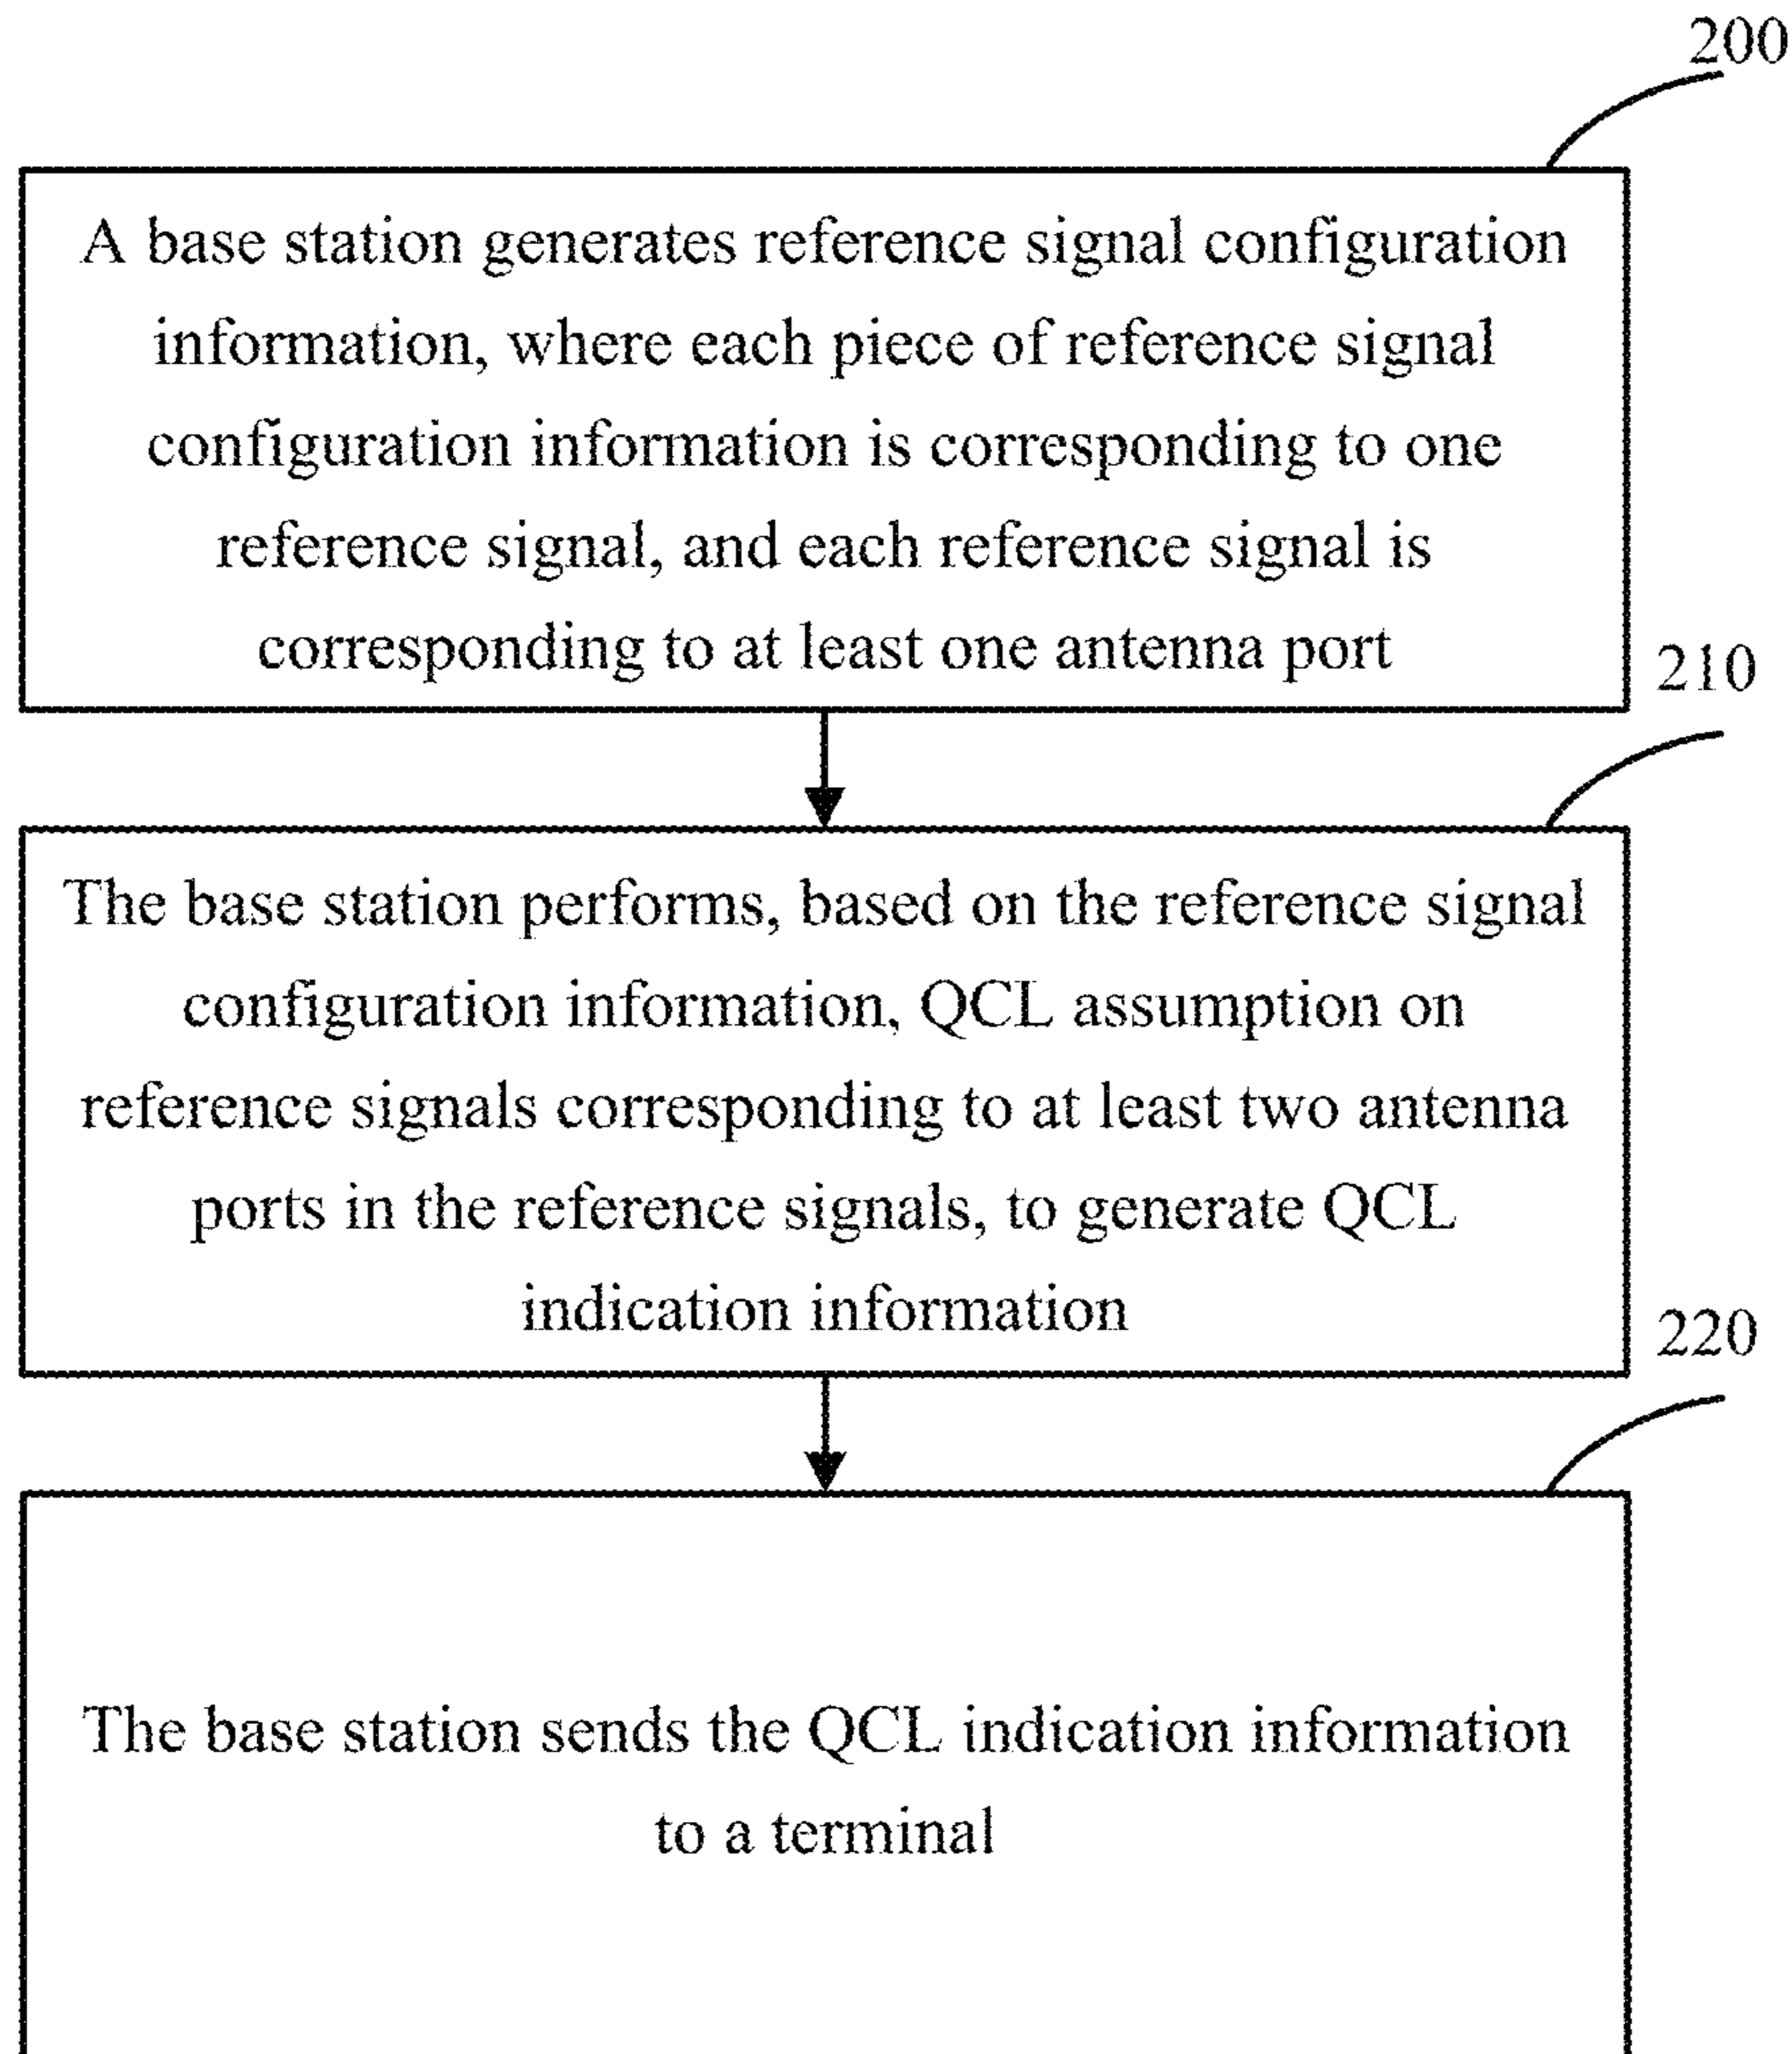 200
A base station generates reference signal configuration
information, where each piece of reference signal
configuration information is corresponding to one
reference signal, and each reference signal is
corresponding to at least one antenna port
210
The base station performs, based on the reference signal
configuration information, QCL assumption on
reference signals corresponding to at least two antenna
ports in the reference signals, to generate QCL
indication information
220
The base station sends the QCL indication information
to a terminal